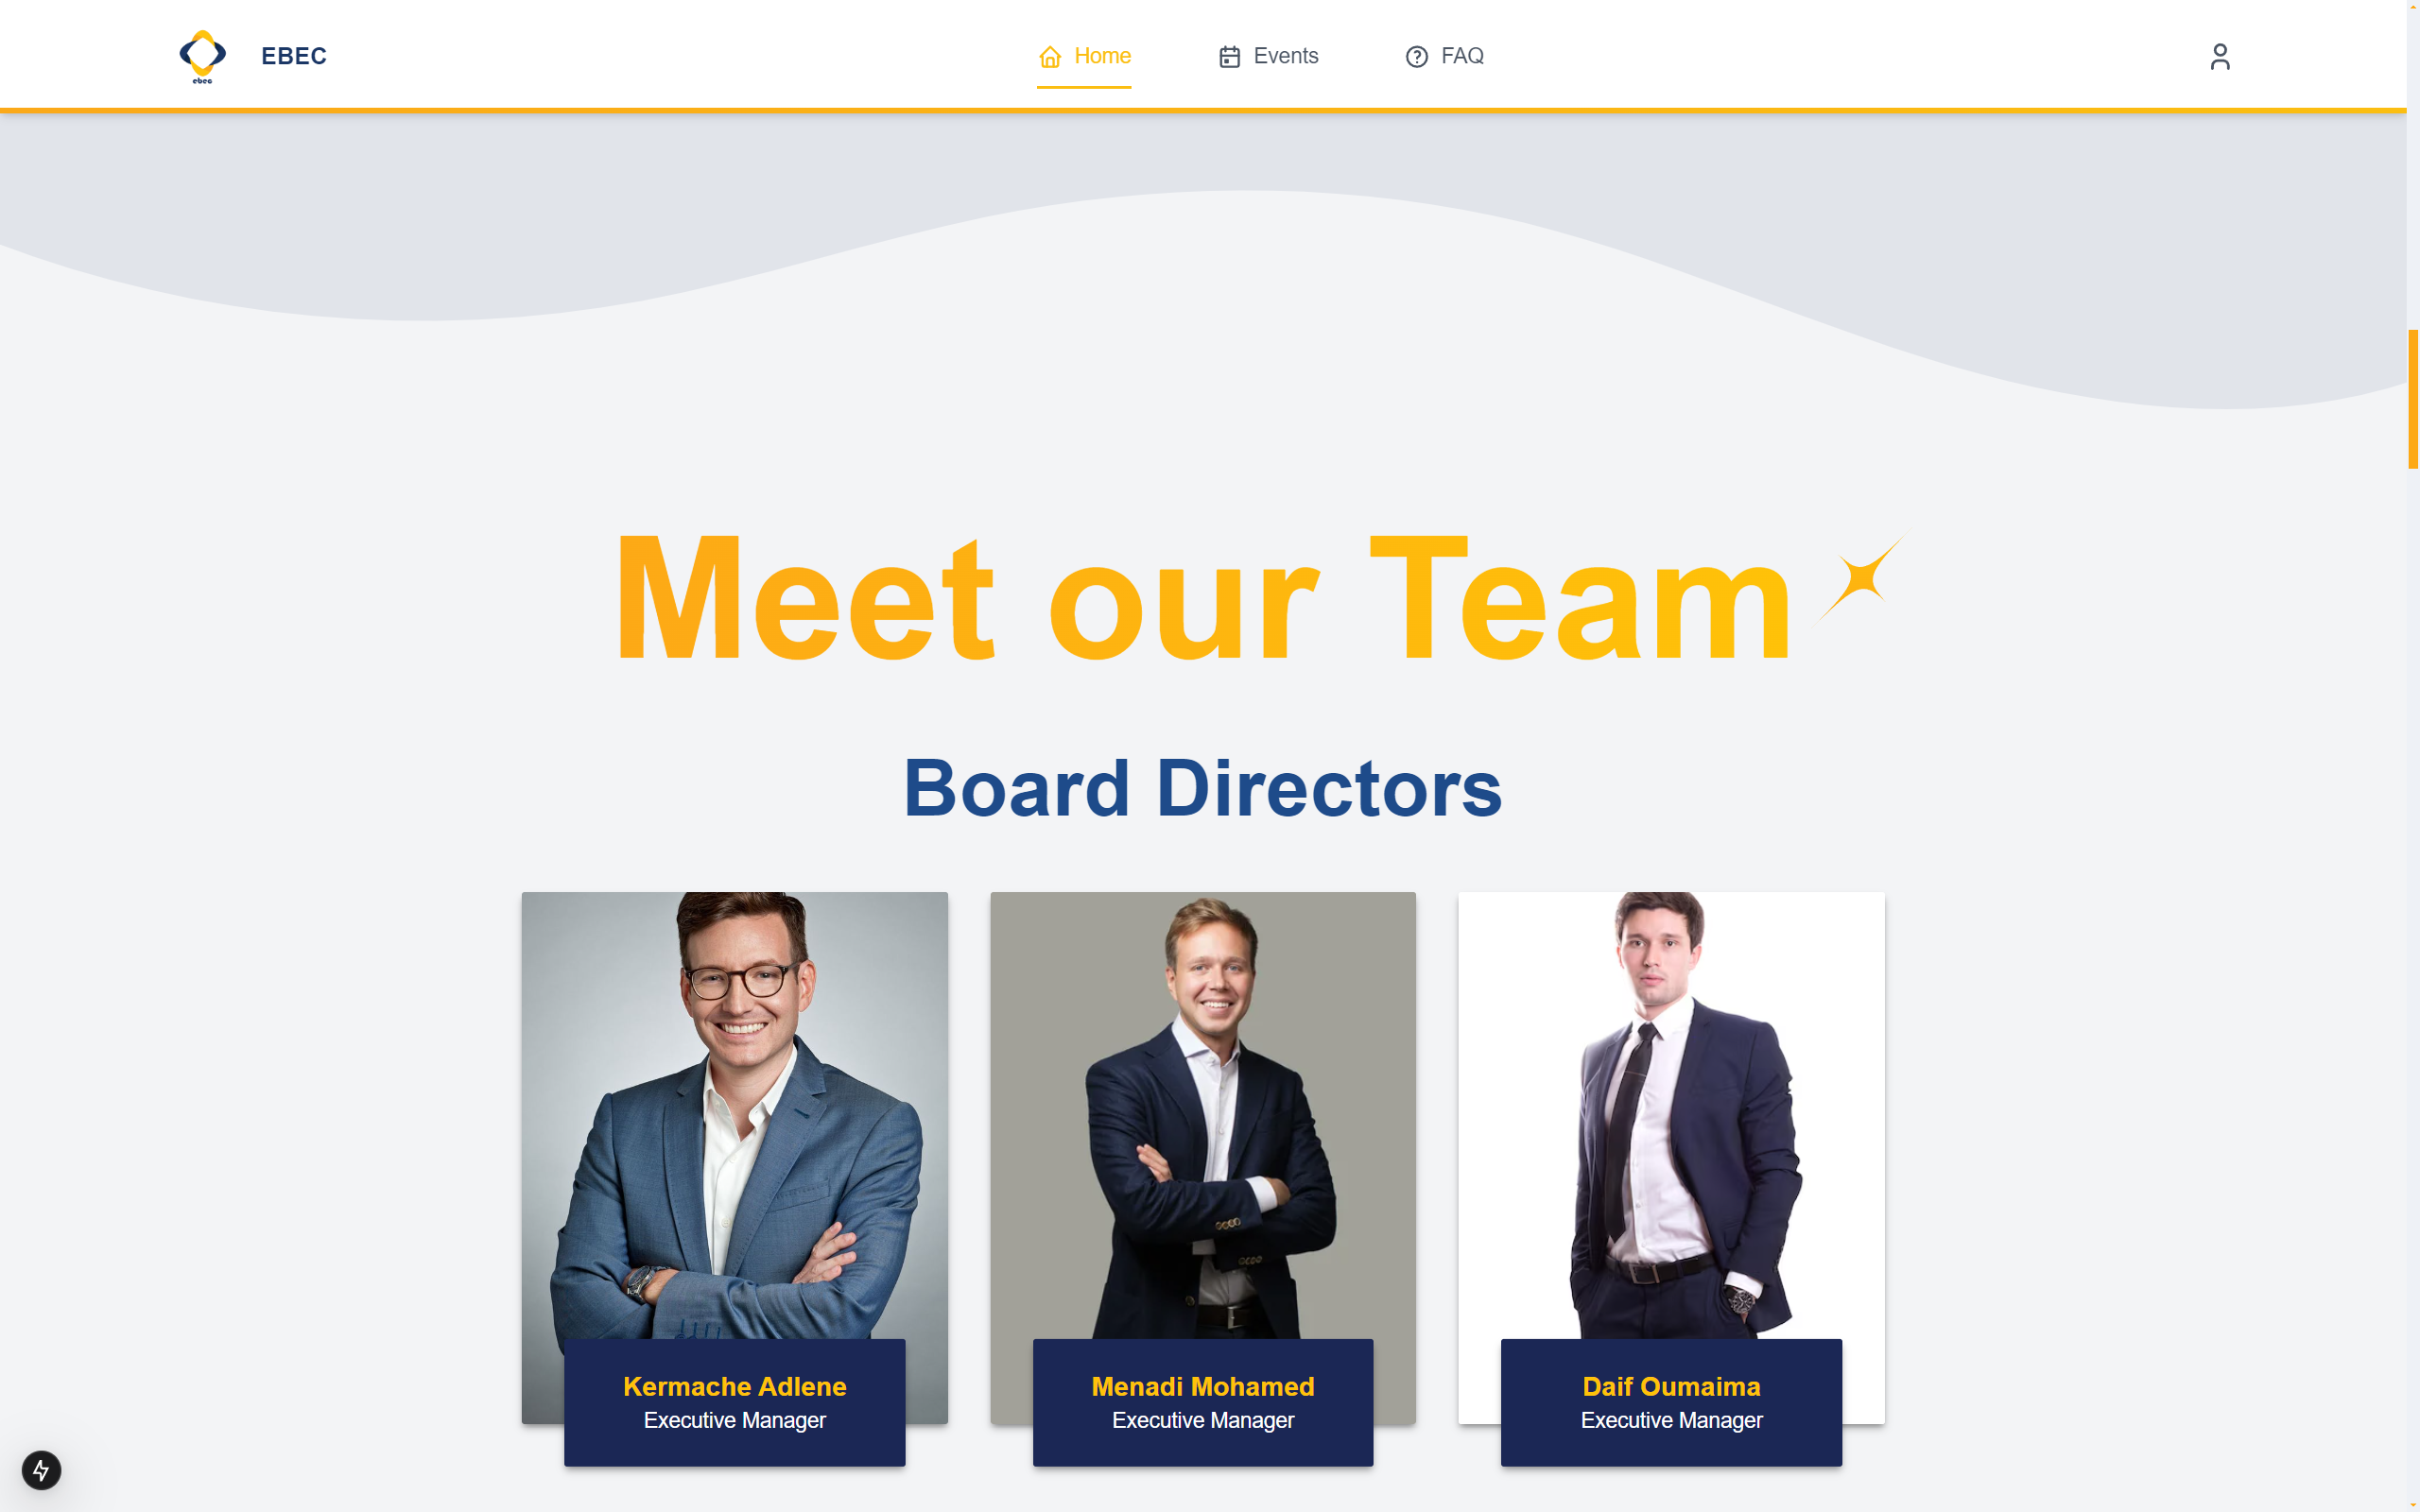 ebec
EBEC
Home
Events
FAQ
Meet our Team
Board Directors
Kermache Adlene
Executive Manager
Menadi Mohamed
Executive Manager
Daif Oumaima
Executive Manager